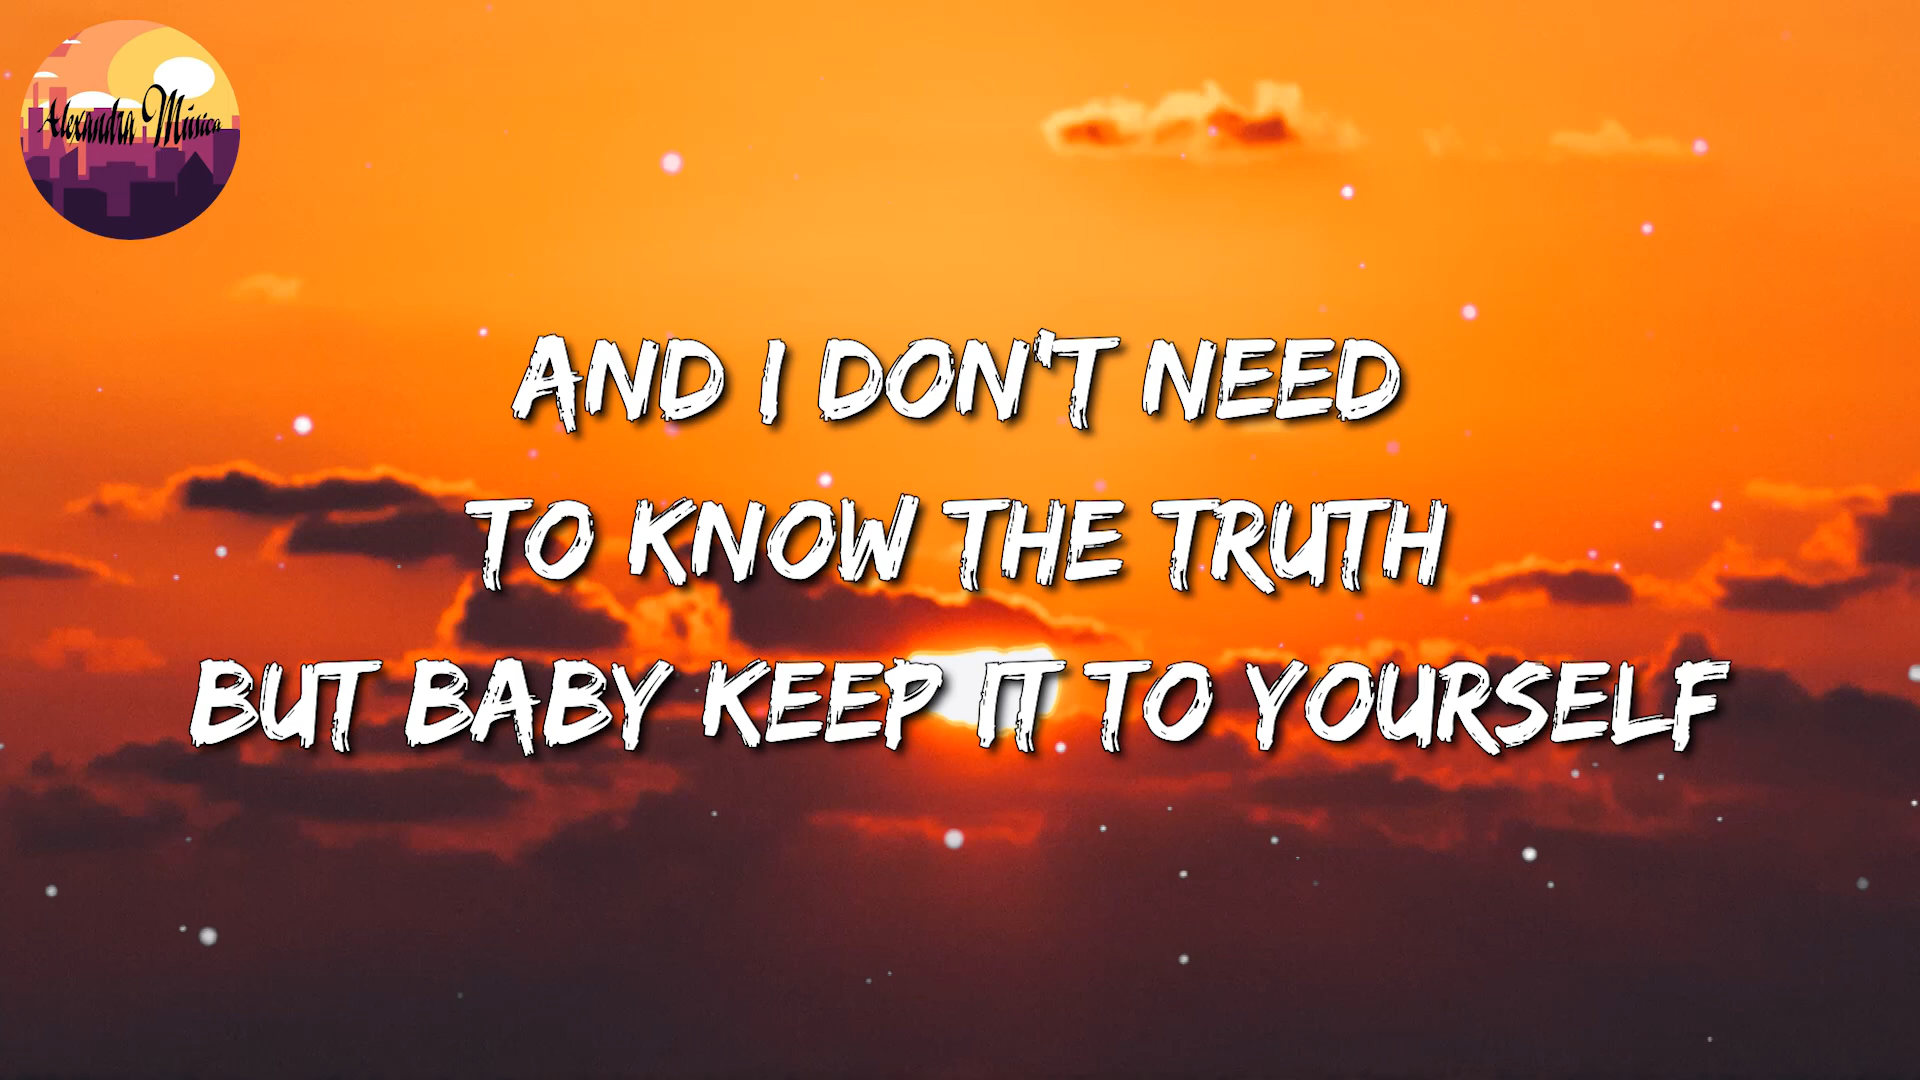 Alexandra Música
AND I DON'T NEED
TO KNOW THE TRUTH
BUT BABY KEEP IT TO YOURSELF